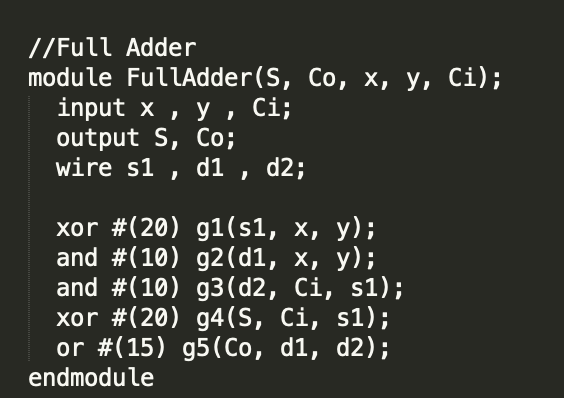 //Full Adder
module FullAdder(S, Co, x, y, Ci);
  input x , y , Ci;
  output S, Co;
  wire s1 , d1 , d2;

  xor #(20) g1(s1, x, y);
  and #(10) g2(d1, x, y);
  and #(10) g3(d2, Ci, s1);
  xor #(20) g4(S, Ci, s1);
  or #(15) g5(Co, d1, d2);
endmodule